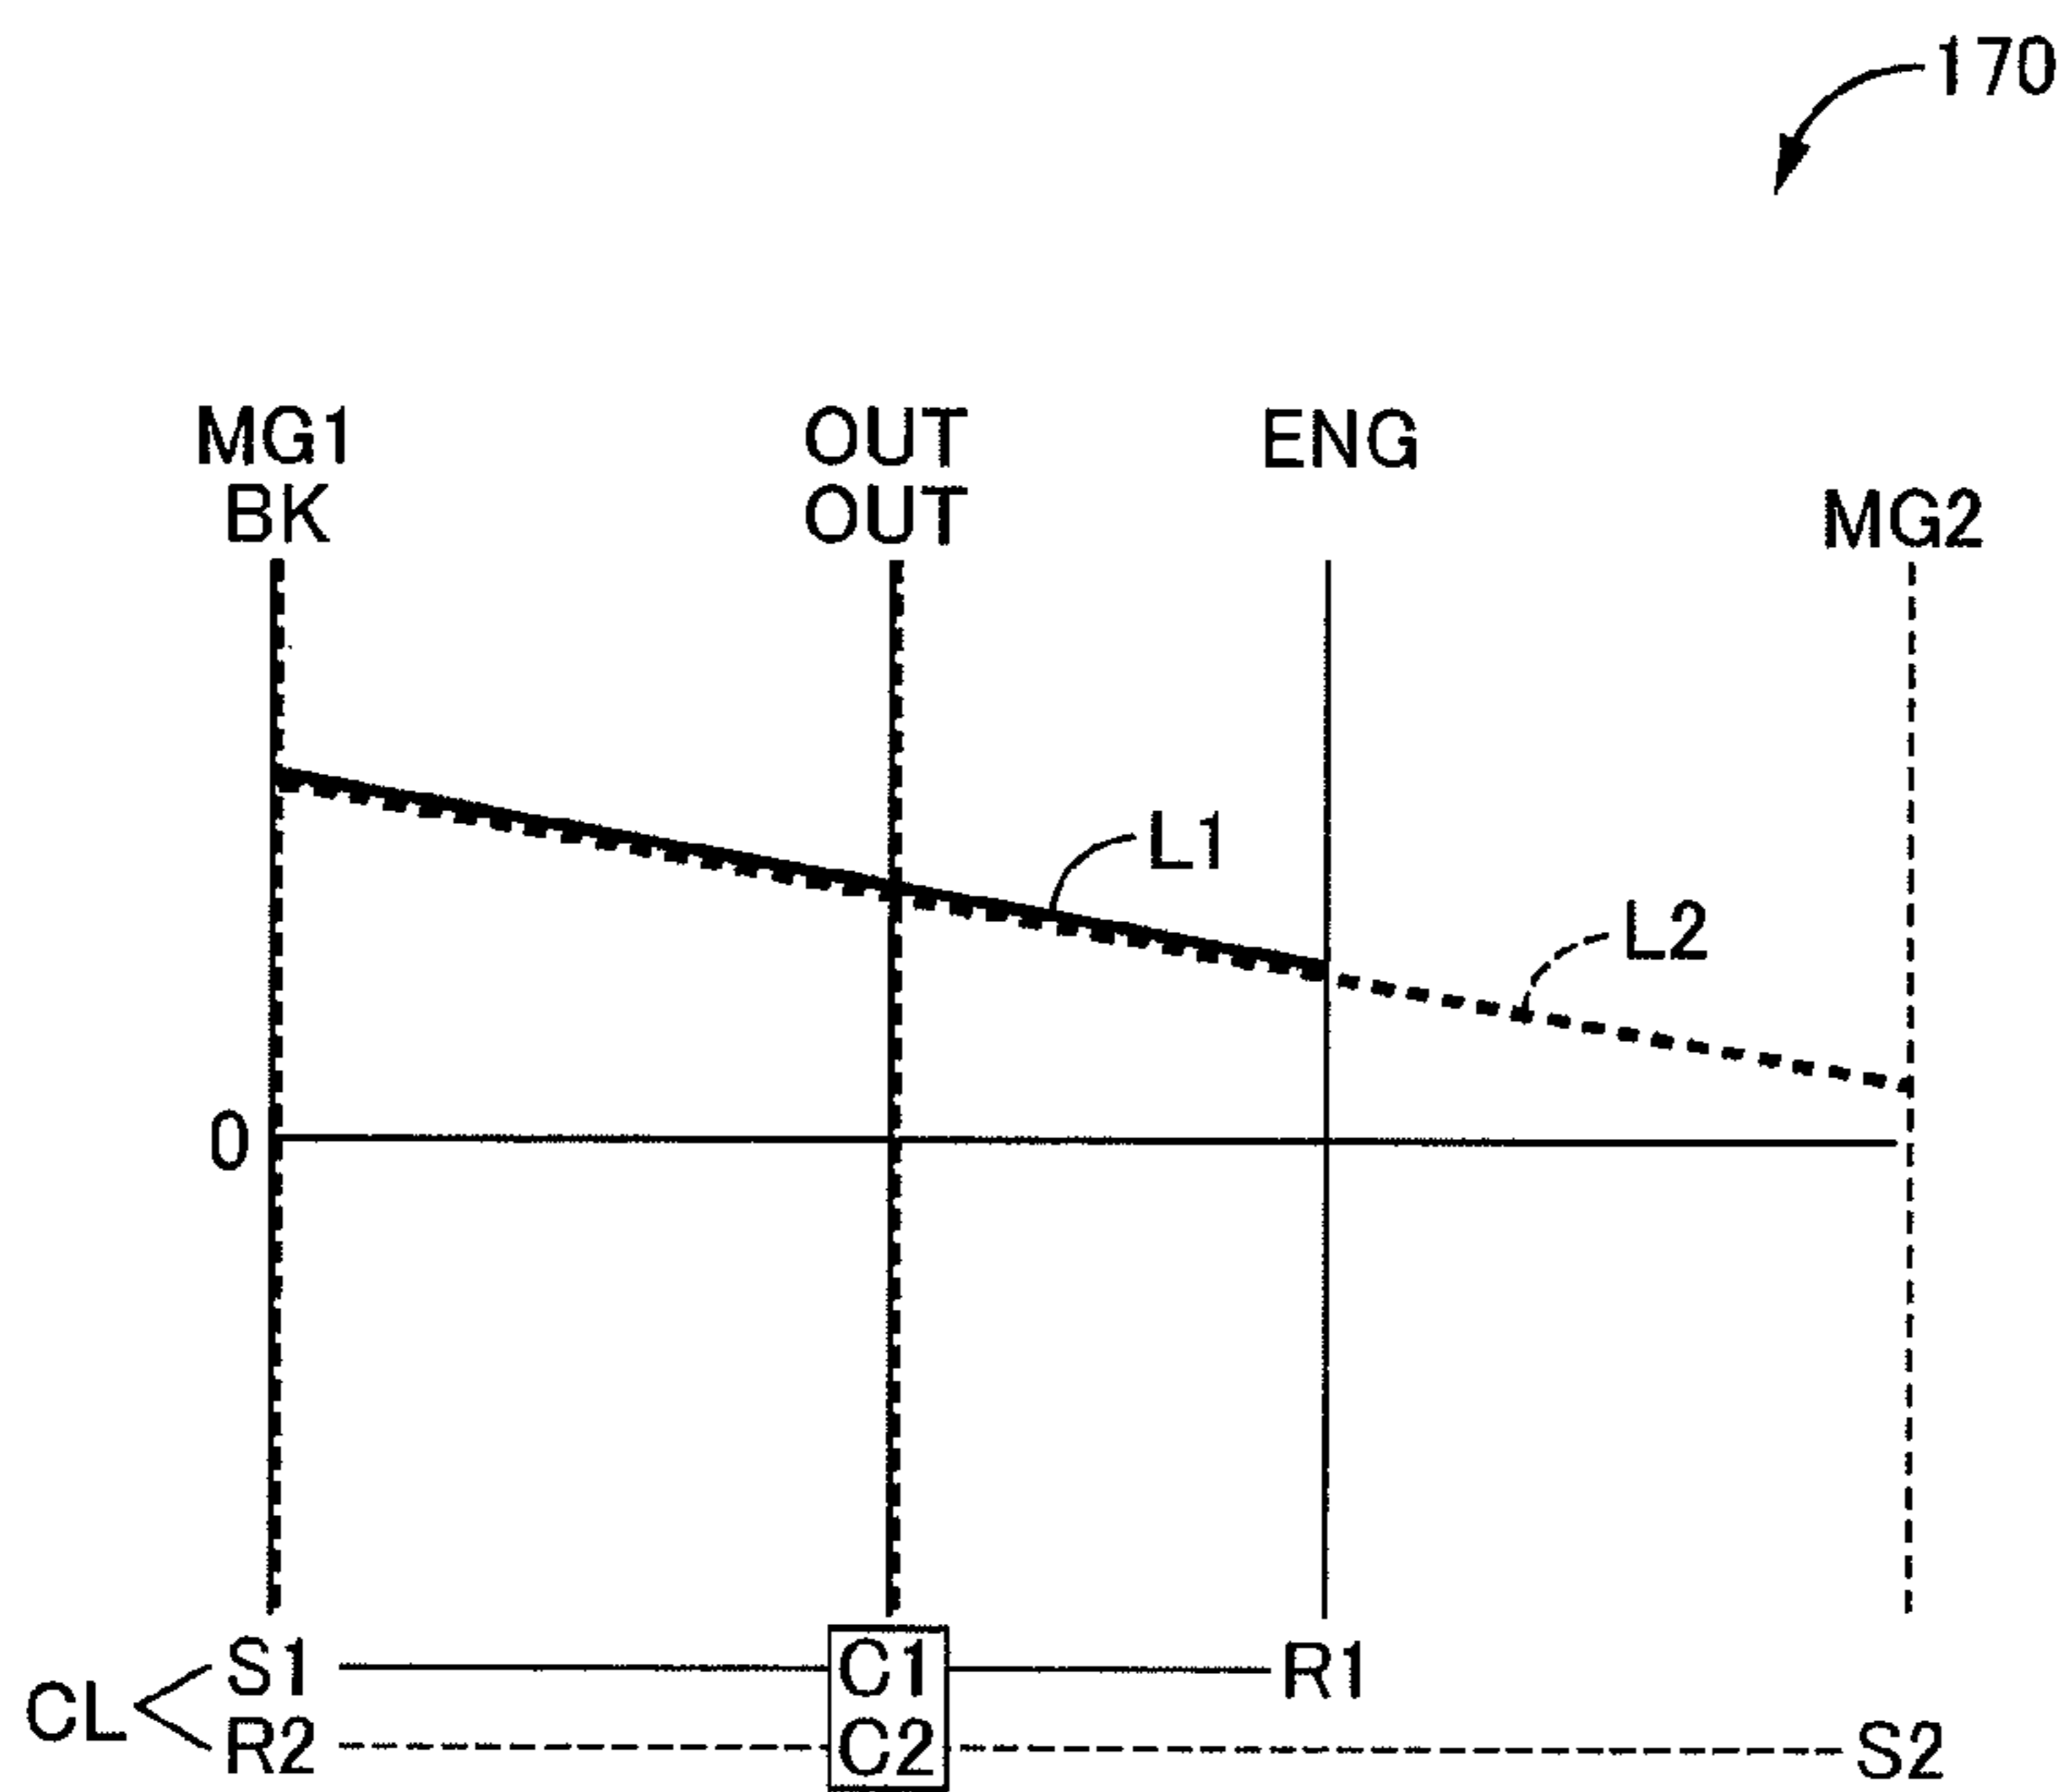 170
MG1 OUT ENG
BK OUT MG2
L1
L2
0
S1 C1 R1
CL
R2 C2 S2